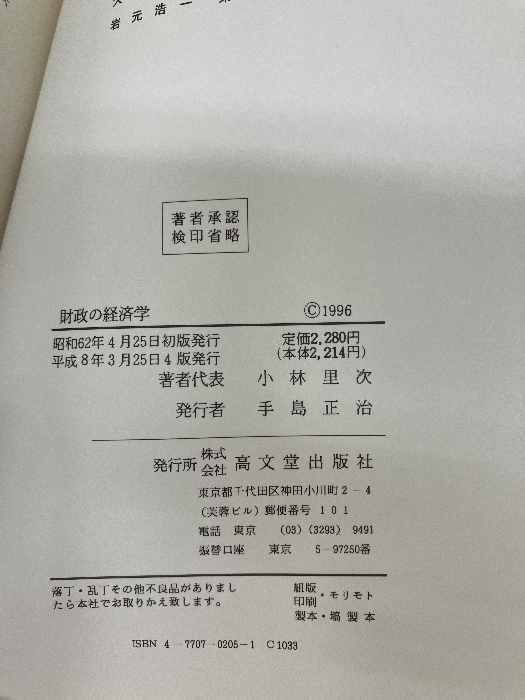 岩元浩一
著者承認
検印省略
財政の経済学 Ⓒ1996
昭和62年4月25日初版発行 定価2,280円
平成8年3月25日4版発行 (本体2,214円)
著者代表 小林里次
発行者 手島正治
発行所 株式会社 高文堂出版社
東京都千代田区神田小川町2-4
(芙蓉ビル) 郵便番号 101
電話 東京 (03) (3293) 9491
振替口座 東京 5-97250番
落丁・乱丁その他不良品がありまし
たら本社でお取りかえ致します。
組版
印刷・モリモト
製本・塙製本
ISBN 4-7707-0205-1 C1033